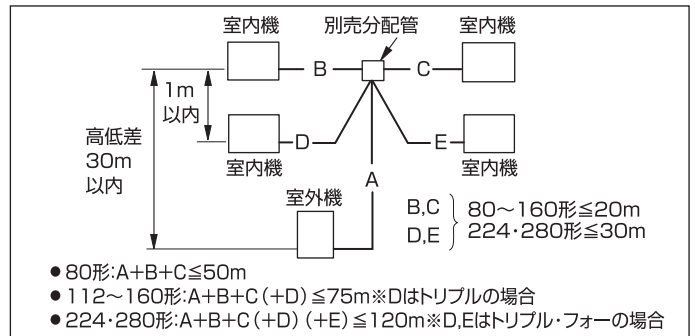 室内機
別売分配管
室内機
B
C
1m
以内
高低差
30m
以内
D
E
室内機
室内機
A
室外機
B,C
D,E
80〜160形≦20m
224・280形≦30m
●80形:A+B+C≦50m
●112〜160形:A+B+C(+D)≦75m※Dはトリプルの場合
●224・280形:A+B+C(+D)(+E)≦120m※D,Eはトリプル・フォーの場合